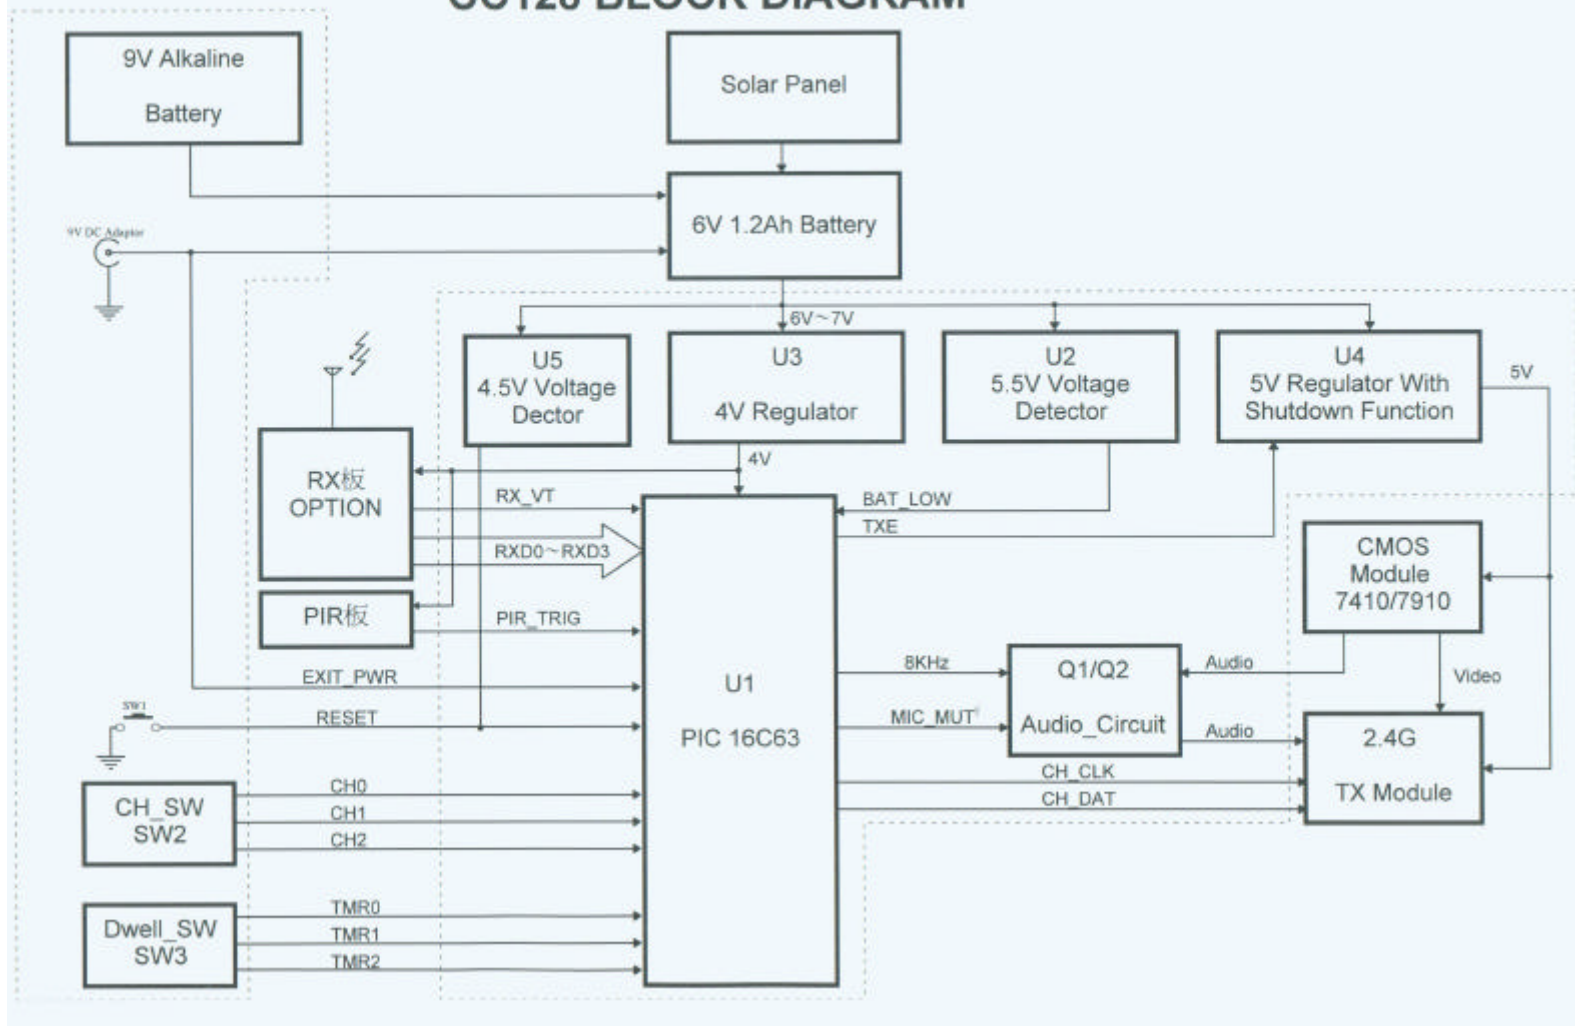 BLOCK DIAGRAM
9V Alkaline
Battery
Solar Panel
6V 1.2Ah Battery
9V DC Adaptor
6V~7V
U5
4.5V Voltage
Dector
U3
4V Regulator
U2
5.5V Voltage
Detector
U4
5V Regulator With
Shutdown Function
5V
4V
RX板
OPTION
RX_VT
RXD0~RXD3
BAT_LOW
TXE
CMOS
Module
7410/7910
PIR板
PIR_TRIG
EXIT_PWR
SW1
RESET
U1
PIC 16C63
8KHz
MIC_MUT
Q1/Q2
Audio_Circuit
Audio
Video
Audio
2.4G
TX Module
CH_CLK
CH_DAT
CH_SW
SW2
CH0
CH1
CH2
Dwell_SW
SW3
TMR0
TMR1
TMR2